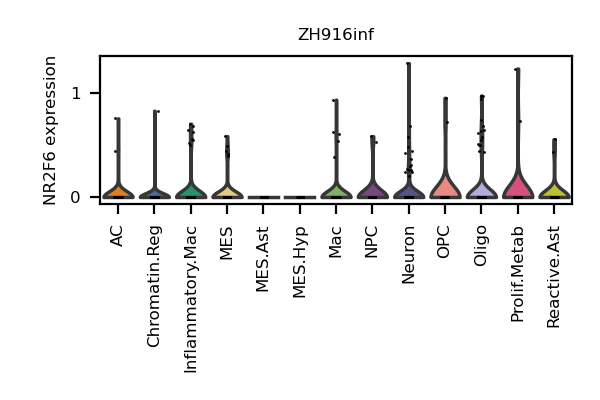 ZH916inf
NR2F6 expression
1
0
AC
Chromatin.Reg
Inflammatory.Mac
MES
MES.Ast
MES.Hyp
Mac
NPC
Neuron
OPC
Oligo
Prolif.Metab
Reactive.Ast